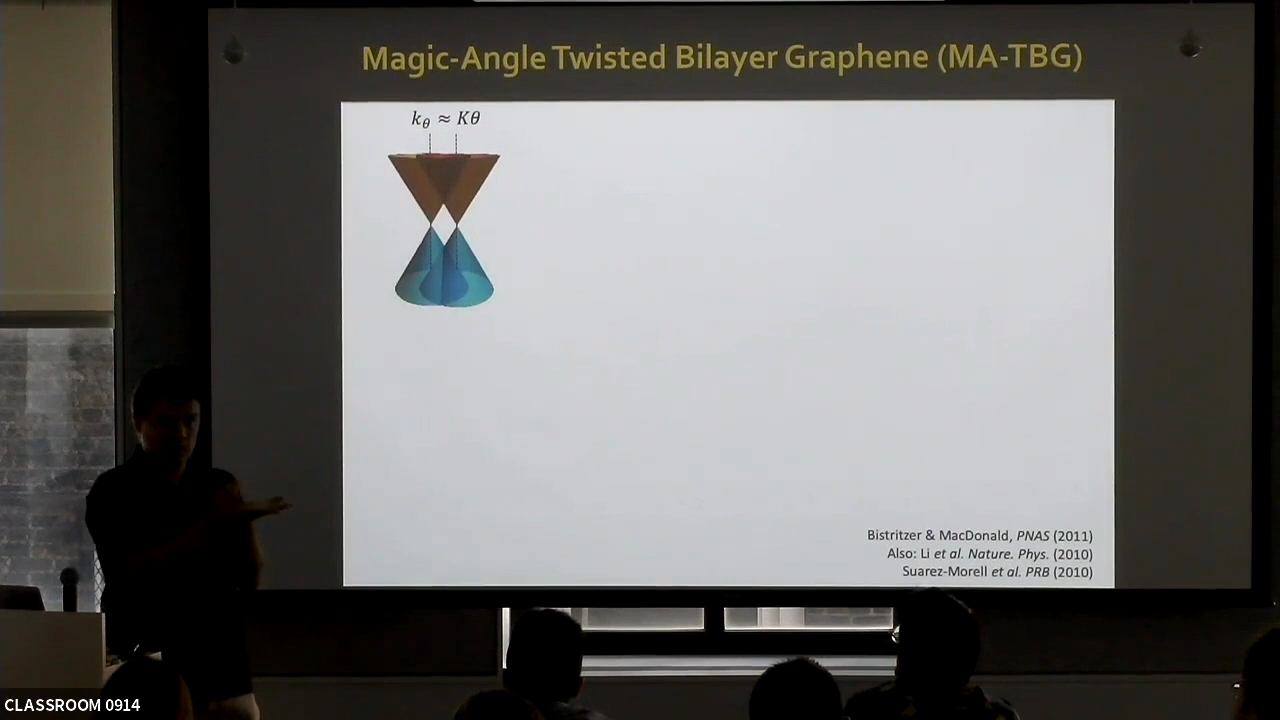 Magic-Angle Twisted Bilayer Graphene (MA-TBG)
kθ ≈ Kθ
Bistritzer & MacDonald, PNAS (2011)
Also: Li et al. Nature. Phys. (2010)
Suarez-Morell et al. PRB (2010)
CLASSROOM 0914